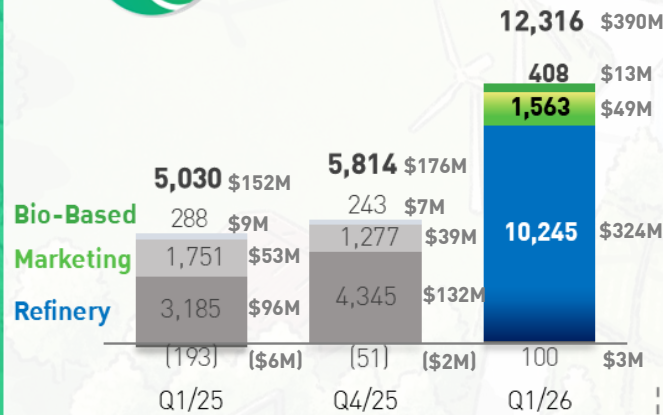 12,316 $390M
408 $13M
1,563 $49M
5,030 $152M
5,814 $176M
Bio-Based 288 $9M 243 $7M
Marketing 1,751 $53M 1,277 $39M 10,245 $324M
Refinery 3,185 $96M 4,345 $132M
(193) ($6M) (51) ($2M) 100 $3M
Q1/25 Q4/25 Q1/26